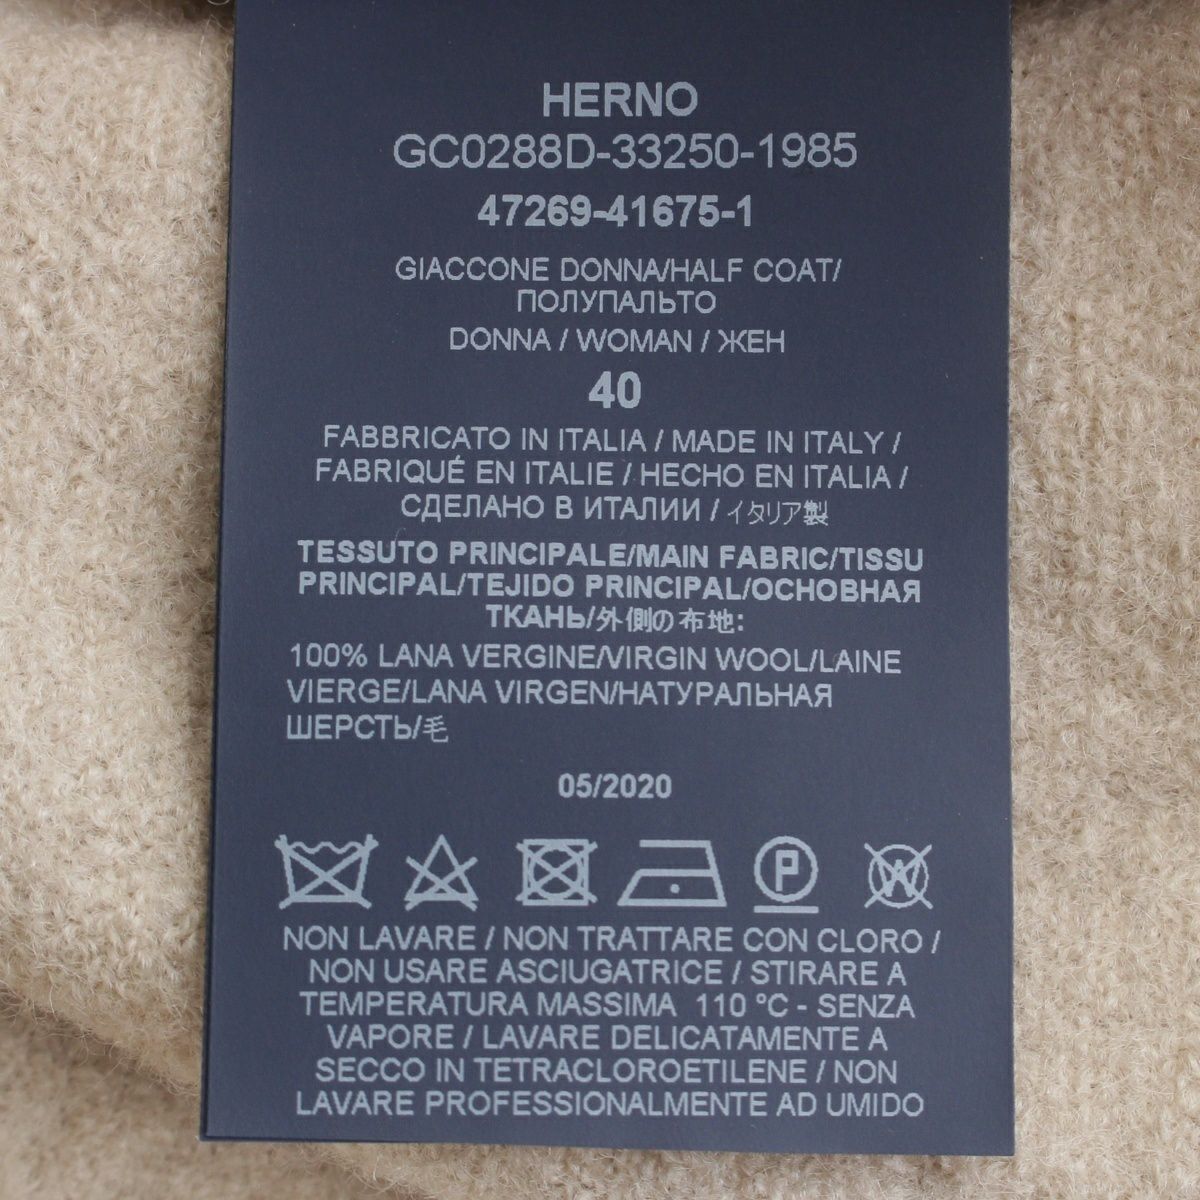 HERNO
GC0288D-33250-1985
47269-41675-1
GIACCONE DONNA/HALF COAT/
ПОЛУПАЛЬТО
DONNA / WOMAN / ЖЕН
40
FABBRICATO IN ITALIA / MADE IN ITALY /
FABRIQUÉ EN ITALIE / HECHO EN ITALIA /
СДЕЛАНО В ИТАЛИИ / イタリア製
TESSUTO PRINCIPALE/MAIN FABRIC/TISSU
PRINCIPAL/TEJIDO PRINCIPAL/ОСНОВНАЯ
ТКАНЬ/外側の布地:
100% LANA VERGINE/VIRGIN WOOL/LAINE
VIERGE/LANA VIRGEN/НАТУРАЛЬНАЯ
ШЕРСТЬ/毛
05/2020
P W
NON LAVARE / NON TRATTARE CON CLORO /
NON USARE ASCIUGATRICE / STIRARE A
TEMPERATURA MASSIMA 110 °C - SENZA
VAPORE / LAVARE DELICATAMENTE A
SECCO IN TETRACLOROETILENE / NON
LAVARE PROFESSIONALMENTE AD UMIDO